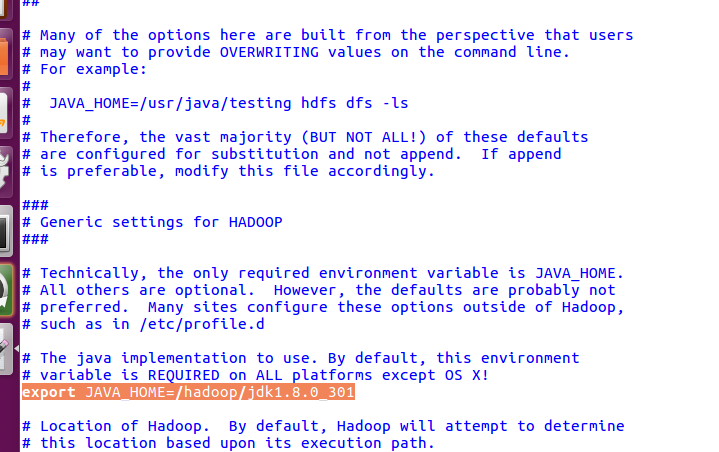 ##
# Many of the options here are built from the perspective that users
# may want to provide OVERWRITING values on the command line.
# For example:
#
#  JAVA_HOME=/usr/java/testing hdfs dfs -ls
#
# Therefore, the vast majority (BUT NOT ALL!) of these defaults
# are configured for substitution and not append.  If append
# is preferable, modify this file accordingly.
###
# Generic settings for HADOOP
###
# Technically, the only required environment variable is JAVA_HOME.
# All others are optional.  However, the defaults are probably not
# preferred.  Many sites configure these options outside of Hadoop,
# such as in /etc/profile.d
# The java implementation to use. By default, this environment
# variable is REQUIRED on ALL platforms except OS X!
export JAVA_HOME=/hadoop/jdk1.8.0_301
# Location of Hadoop.  By default, Hadoop will attempt to determine
# this location based upon its execution path.